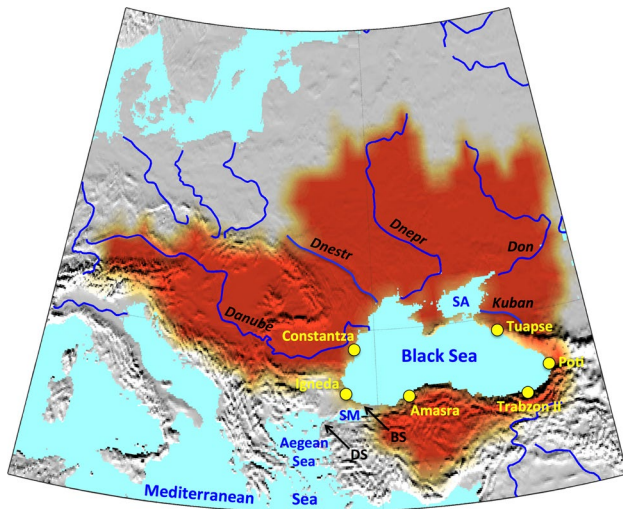 Dnestr
Dnepr
Don
Danube
SA
Kuban
Constantza
Tuapse
Black Sea
Poti
Igneda
Trabzon II
Amasra
SM
BS
Aegean
Sea
DS
Mediterranean Sea